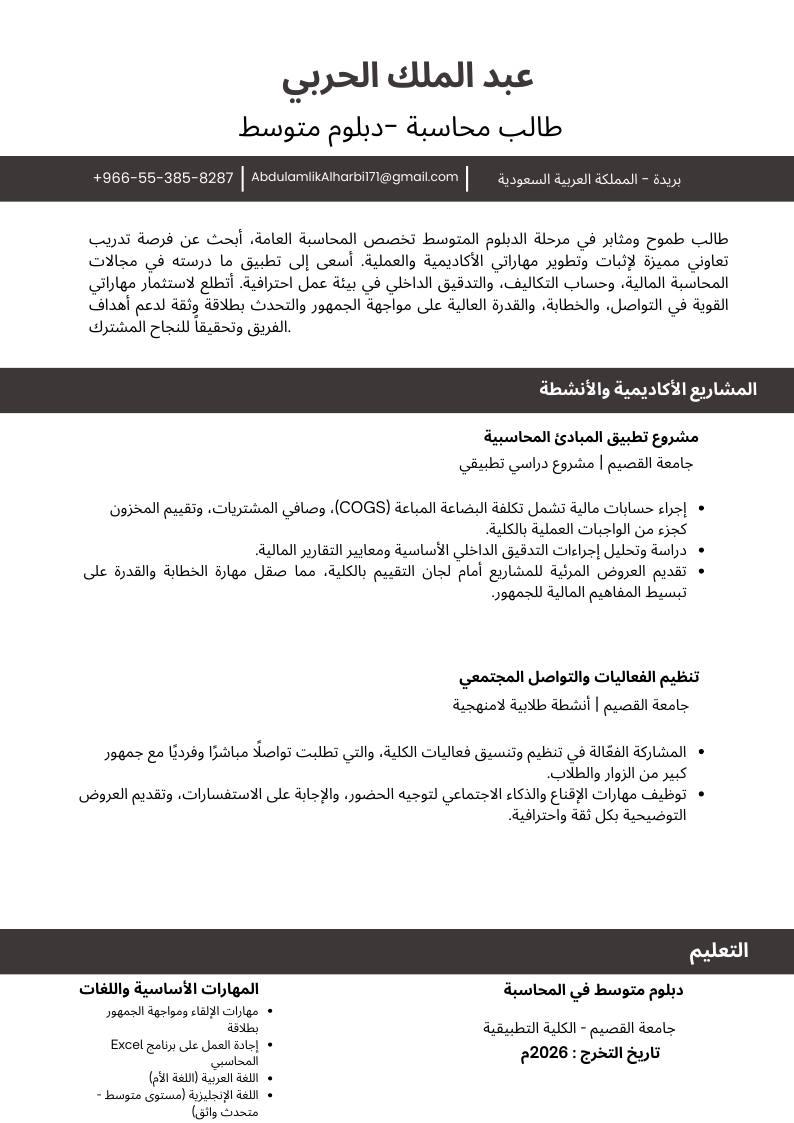 عبد الملك الحربي
طالب محاسبة -دبلوم متوسط
بريدة - المملكة العربية السعودية
AbdulamlikAlharbi171@gmail.com
+966-55-385-8287
طالب طموح ومثابر في مرحلة الدبلوم المتوسط تخصص المحاسبة العامة، أبحث عن فرصة تدريب
تعاوني مميزة لإثبات وتطوير مهاراتي الأكاديمية والعملية. أسعى إلى تطبيق ما درسته في مجالات
المحاسبة المالية، وحساب التكاليف، والتدقيق الداخلي في بيئة عمل احترافية. أتطلع لاستثمار مهاراتي
القوية في التواصل، والخطابة، والقدرة العالية على مواجهة الجمهور والتحدث بطلاقة وثقة لدعم أهداف
الفريق وتحقيقاً للنجاح المشترك.
المشاريع الأكاديمية والأنشطة
مشروع تطبيق المبادئ المحاسبية
جامعة القصيم | مشروع دراسي تطبيقي
• إجراء حسابات مالية تشمل تكلفة البضاعة المباعة (COGS)، وصافي المشتريات، وتقييم المخزون
كجزء من الواجبات العملية بالكلية.
• دراسة وتحليل إجراءات التدقيق الداخلي الأساسية ومعايير التقارير المالية.
• تقديم العروض المرئية للمشاريع أمام لجان التقييم بالكلية، مما صقل مهارة الخطابة والقدرة على
تبسيط المفاهيم المالية للجمهور.
تنظيم الفعاليات والتواصل المجتمعي
جامعة القصيم | أنشطة طلابية لامنهجية
• المشاركة الفعّالة في تنظيم وتنسيق فعاليات الكلية، والتي تطلبت تواصلًا مباشرًا وفرديًا مع جمهور
كبير من الزوار والطلاب.
• توظيف مهارات الإقناع والذكاء الاجتماعي لتوجيه الحضور، والإجابة على الاستفسارات، وتقديم العروض
التوضيحية بكل ثقة واحترافية.
التعليم
دبلوم متوسط في المحاسبة
جامعة القصيم - الكلية التطبيقية
تاريخ التخرج : 2026م
المهارات الأساسية واللغات
• مهارات الإلقاء ومواجهة الجمهور
بطلاقة
• إجادة العمل على برنامج Excel
المحاسبي
• اللغة العربية (اللغة الأم)
• اللغة الإنجليزية (مستوى متوسط -
متحدث واثق)